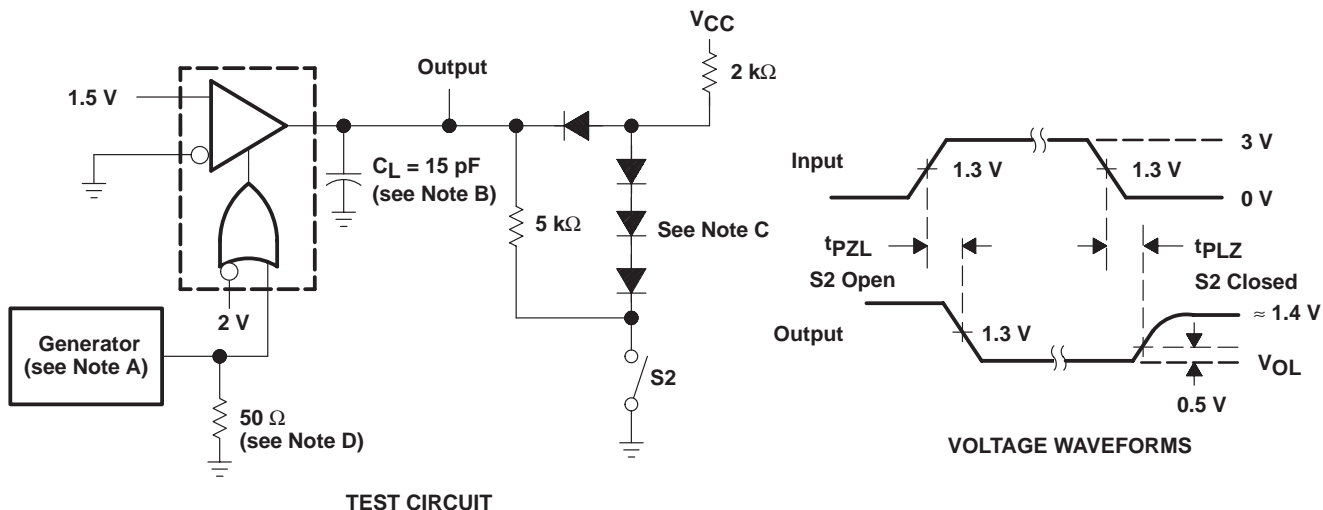 VCC
2 kΩ
Output
1.5 V
CL = 15 pF
(see Note B)
5 kΩ
See Note C
2 V
Generator
(see Note A)
50 Ω
(see Note D)
S2
TEST CIRCUIT
3 V
Input
1.3 V
1.3 V
0 V
tPZL
tPLZ
S2 Open
S2 Closed
≈ 1.4 V
Output
1.3 V
VOL
0.5 V
VOLTAGE WAVEFORMS